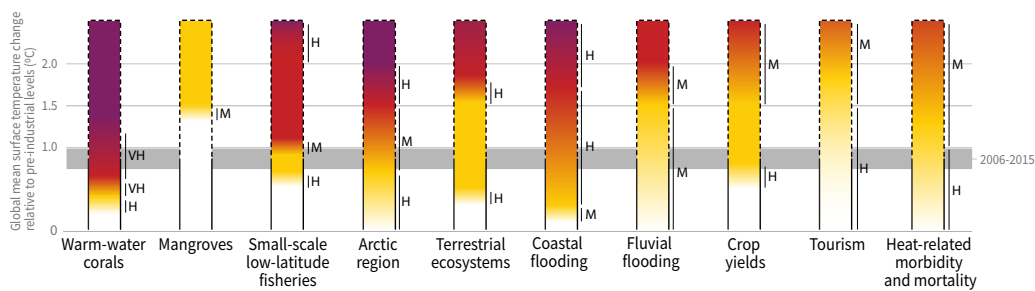 Global mean surface temperature change
relative to pre-industrial levels (⁰C)
2.0
1.5
1.0
0
H
M
H
H
M
H
H
M
M
VH
M
H
2006-2015
VH
M
H
H
H
H
H
M
H
H
H
M
M
Warm-water
corals
Mangroves
Small-scale
low-latitude
fisheries
Arctic
region
Terrestrial
ecosystems
Coastal
flooding
Fluvial
flooding
Crop
yields
Tourism
Heat-related
morbidity
and mortality